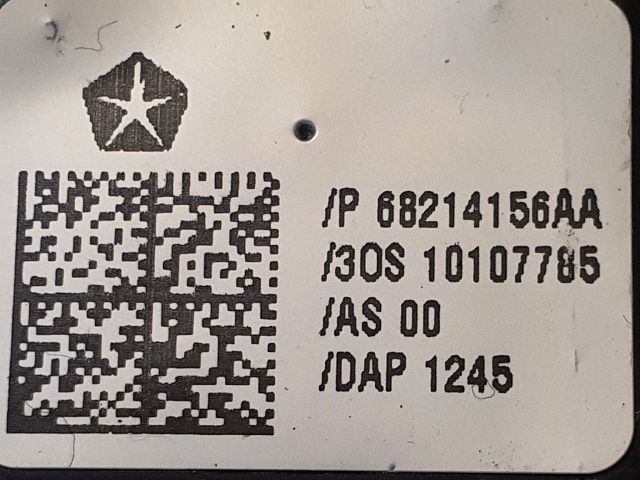 /P 68214156AA
/3OS 10107785
/AS 00
/DAP 1245